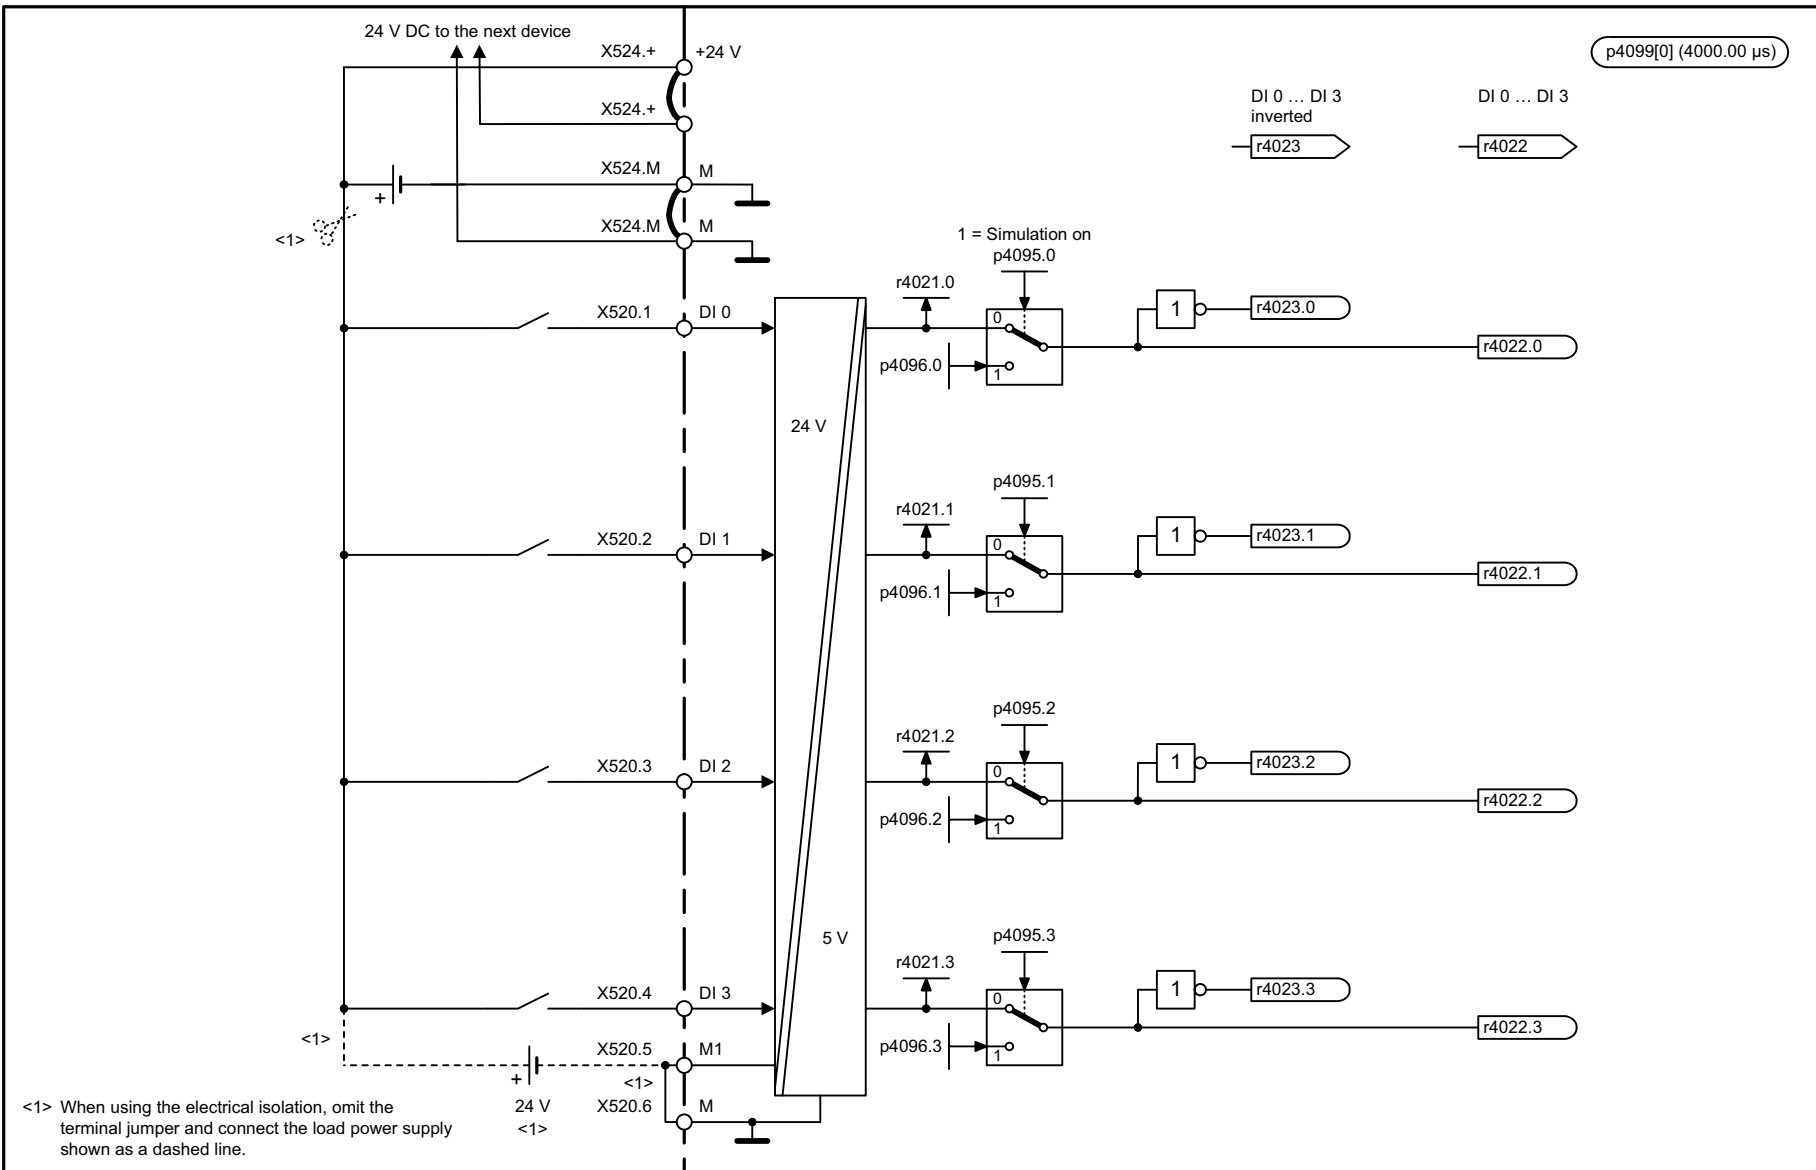 24 V DC to the next device
X524.+
+24 V
p4099[0] (4000.00 µs)
X524.+
DI 0 … DI 3
inverted
DI 0 … DI 3
r4023
r4022
X524.M
M
+
<1>
X524.M
M
1 = Simulation on
p4095.0
r4021.0
X520.1
DI 0
0
1
r4023.0
r4022.0
p4096.0
1
24 V
p4095.1
r4021.1
X520.2
DI 1
0
1
r4023.1
r4022.1
p4096.1
1
p4095.2
r4021.2
X520.3
DI 2
0
1
r4023.2
r4022.2
p4096.2
1
5 V
p4095.3
r4021.3
X520.4
DI 3
0
1
r4023.3
r4022.3
<1>
p4096.3
1
X520.5
M1
+
<1>
24 V
<1>
X520.6
M
<1> When using the electrical isolation, omit the
terminal jumper and connect the load power supply
shown as a dashed line.